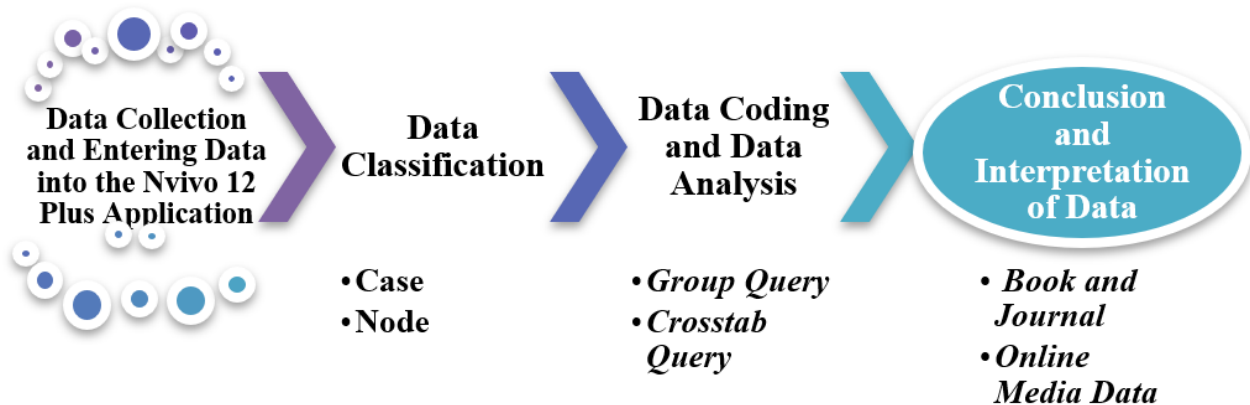 Data Collection
and Entering Data
into the Nvivo 12
Plus Application
Data
Classification
• Case
• Node
Data Coding
and Data
Analysis
• Group Query
• Crosstab
Query
Conclusion
and
Interpretation
of Data
• Book and
Journal
• Online
Media Data